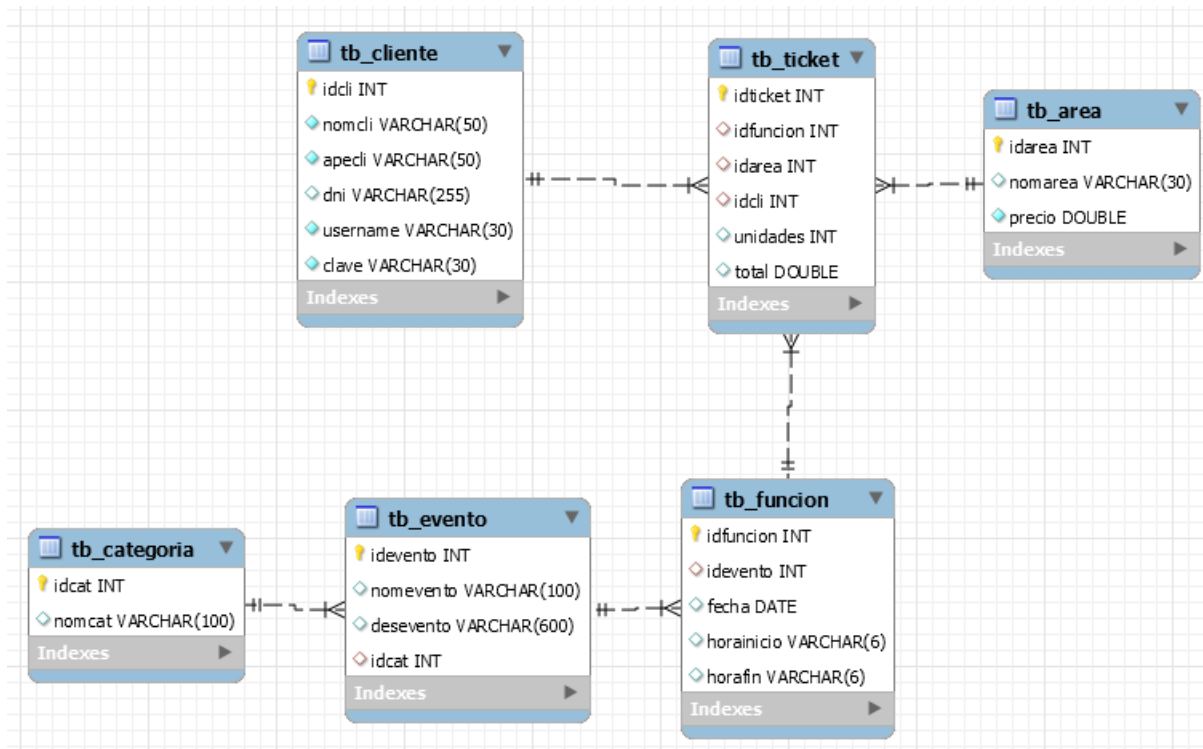 tb_cliente
idcli INT
nomcli VARCHAR(50)
apecli VARCHAR(50)
dni VARCHAR(255)
username VARCHAR(30)
clave VARCHAR(30)
Indexes
tb_ticket
idticket INT
idfuncion INT
idarea INT
idcli INT
unidades INT
total DOUBLE
Indexes
tb_area
idarea INT
nomarea VARCHAR(30)
precio DOUBLE
Indexes
tb_categoria
idcat INT
nomcat VARCHAR(100)
Indexes
tb_evento
idevento INT
nomevento VARCHAR(100)
desevento VARCHAR(600)
idcat INT
Indexes
tb_funcion
idfuncion INT
idevento INT
fecha DATE
horainicio VARCHAR(6)
horafin VARCHAR(6)
Indexes